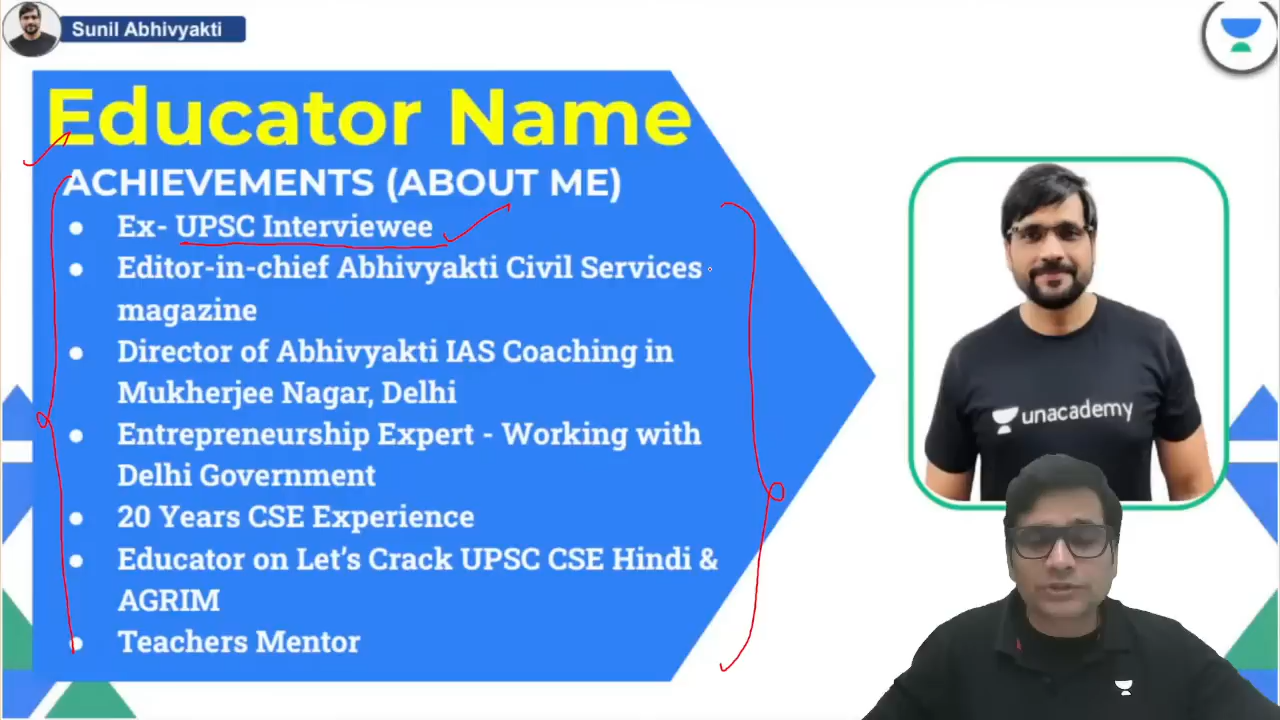 Sunil Abhivyakti
Educator Name
ACHIEVEMENTS (ABOUT ME)
Ex- UPSC Interviewee
Editor-in-chief Abhivyakti Civil Services
magazine
Director of Abhivyakti IAS Coaching in
Mukherjee Nagar, Delhi
Entrepreneurship Expert - Working with
Delhi Government
20 Years CSE Experience
Educator on Let's Crack UPSC CSE Hindi &
AGRIM
Teachers Mentor
unacademy